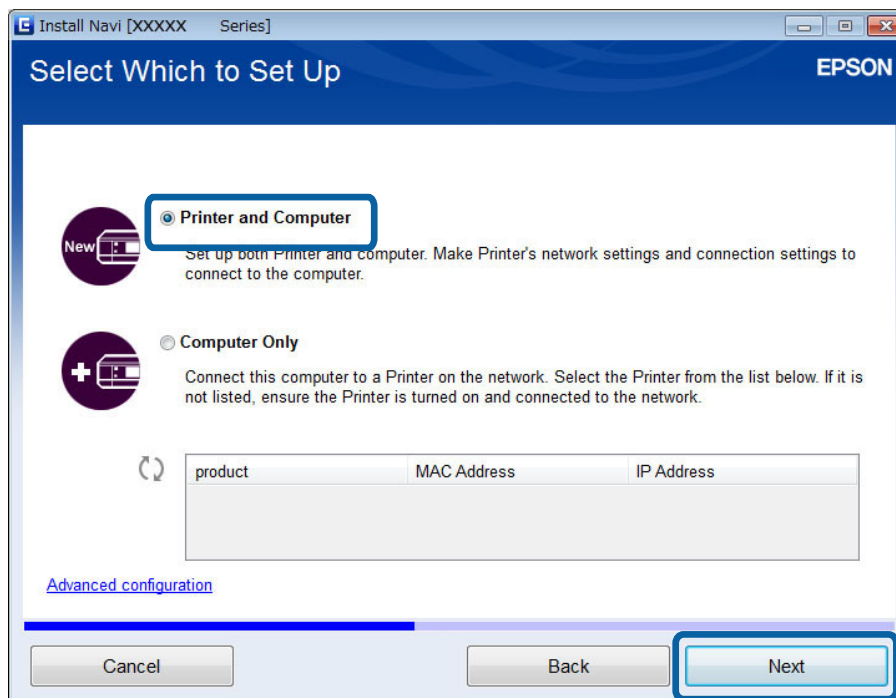 Install Navi [XXXXX Series]
Select Which to Set Up
EPSON
New
Printer and Computer
Set up both Printer and computer. Make Printer's network settings and connection settings to
connect to the computer.
Computer Only
Connect this computer to a Printer on the network. Select the Printer from the list below. If it is
not listed, ensure the Printer is turned on and connected to the network.
product MAC Address IP Address
Advanced configuration
Cancel Back Next